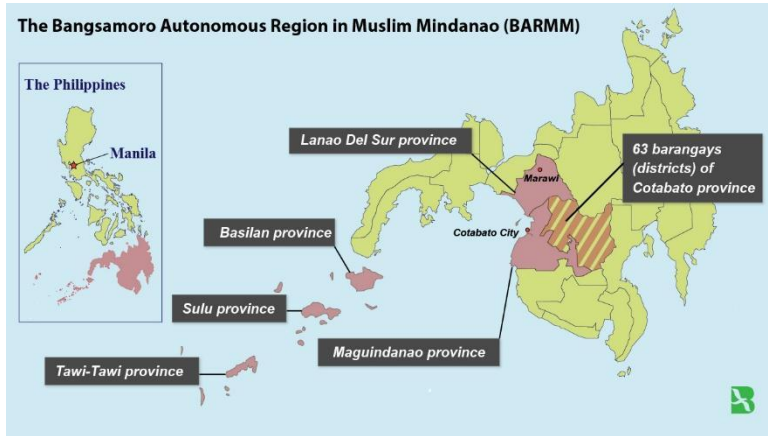 The Bangsamoro Autonomous Region in Muslim Mindanao (BARMM)
The Philippines
Manila
Lanao Del Sur province
63 barangays
(districts) of
Cotabato province
Marawi
Basilan province
Cotabato City
Sulu province
Maguindanao province
Tawi-Tawi province